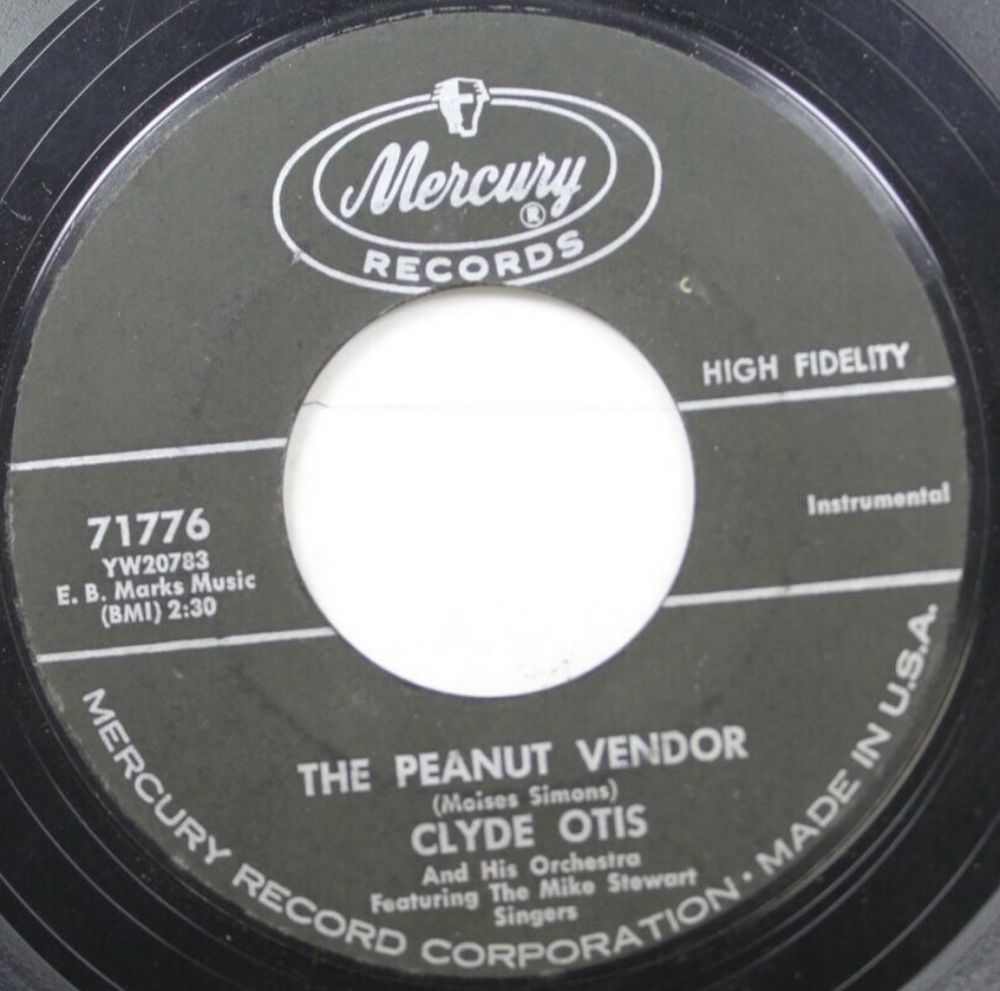 Mercury
®
RECORDS
HIGH FIDELITY
Instrumental
71776
YW20783
E. B. Marks Music
(BMI) 2:30
THE PEANUT VENDOR
(Moises Simons)
CLYDE OTIS
And His Orchestra
Featuring The Mike Stewart
Singers
MERCURY RECORD CORPORATION · MADE IN U.S.A.